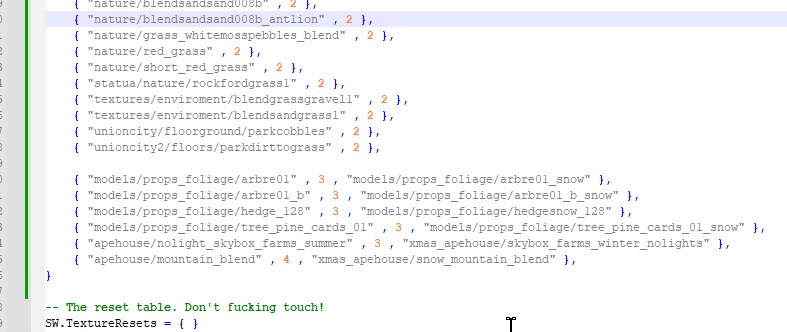 { "nature/blendsandsand008b" , 2 },
{ "nature/blendsandsand008b_antlion" , 2 },
{ "nature/grass_whitemosspebbles_blend" , 2 },
{ "nature/red_grass" , 2 },
{ "nature/short_red_grass" , 2 },
{ "statua/nature/rockfordgrass1" , 2 },
{ "textures/enviroment/blendgrassgravel1" , 2 },
{ "textures/enviroment/blendsandgrass1" , 2 },
{ "unioncity/floorground/parkcobbles" , 2 },
{ "unioncity2/floors/parkdirttograss" , 2 },
{ "models/props_foliage/arbre01" , 3 , "models/props_foliage/arbre01_snow" },
{ "models/props_foliage/arbre01_b" , 3 , "models/props_foliage/arbre01_b_snow" },
{ "models/props_foliage/hedge_128" , 3 , "models/props_foliage/hedgesnow_128" },
{ "models/props_foliage/tree_pine_cards_01" , 3 , "models/props_foliage/tree_pine_cards_01_snow" },
{ "apehouse/nolight_skybox_farms_summer" , 3 , "xmas_apehouse/skybox_farms_winter_nolights" },
{ "apehouse/mountain_blend" , 4 , "xmas_apehouse/snow_mountain_blend" },
}
-- The reset table. Don't fucking touch!
SW.TextureResets = { }